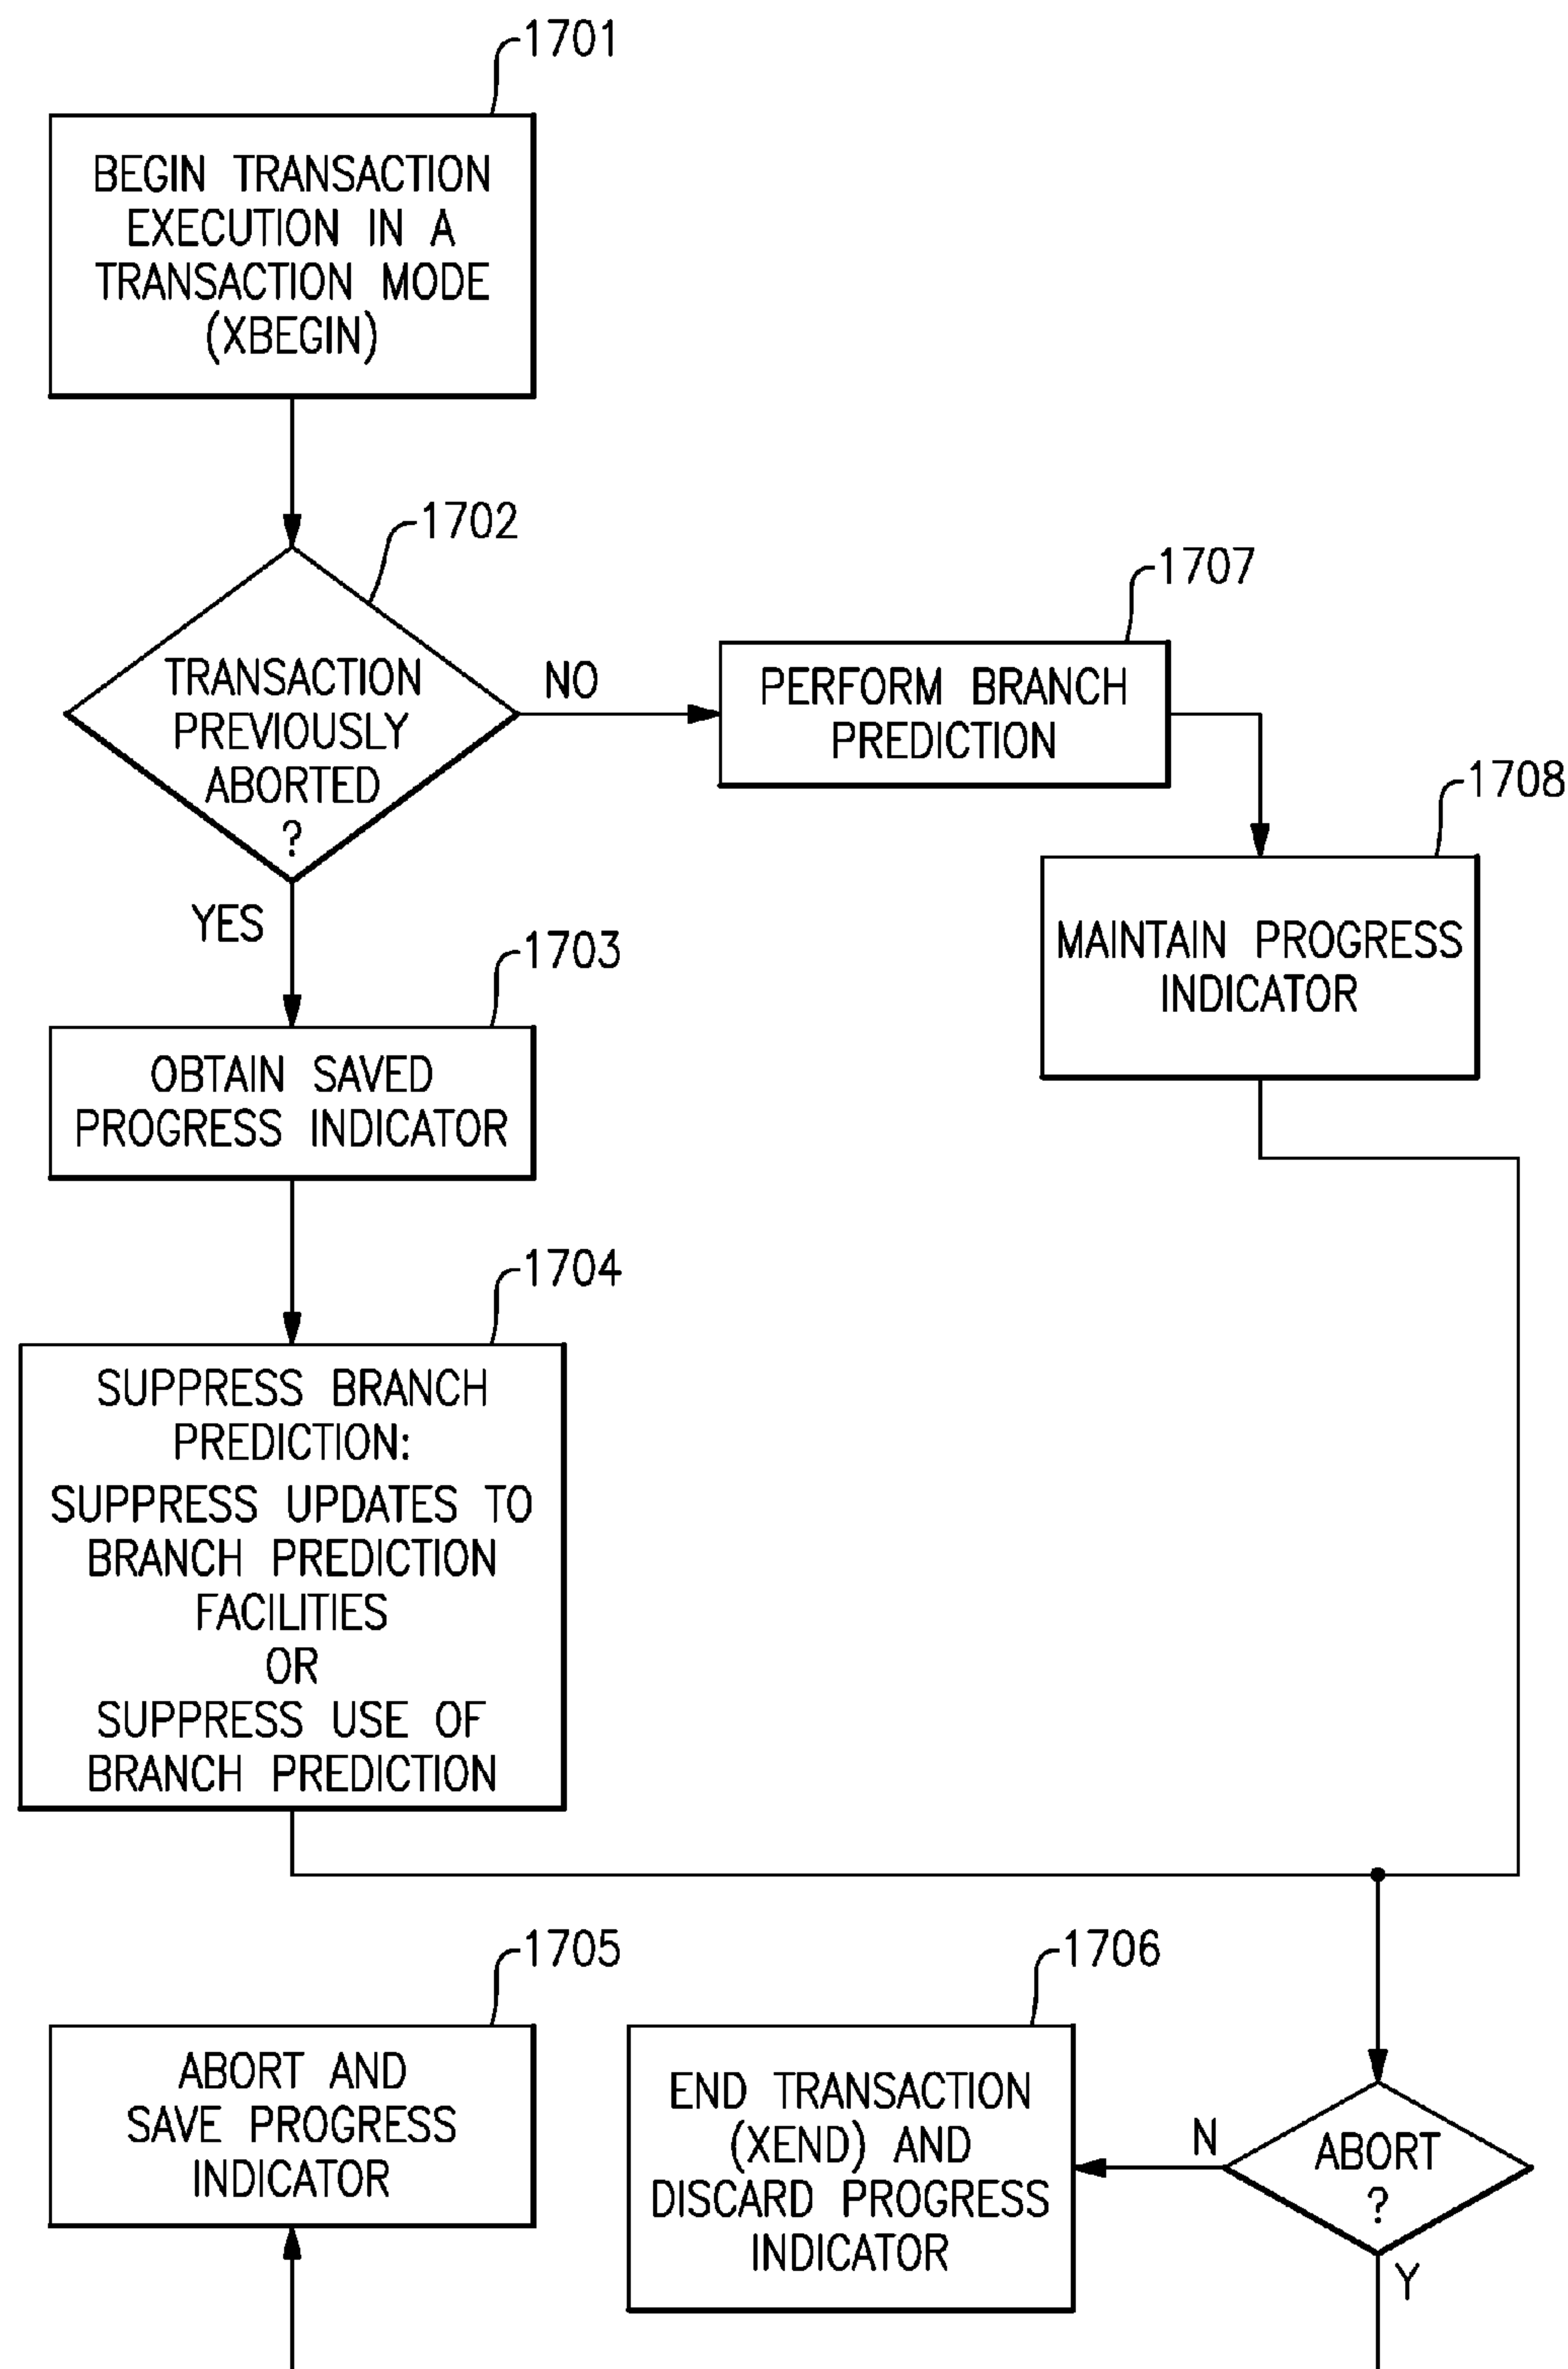 1701
BEGIN TRANSACTION
EXECUTION IN A
TRANSACTION MODE
(XBEGIN)
1702
TRANSACTION
PREVIOUSLY
ABORTED
?
NO
YES
1707
PERFORM BRANCH
PREDICTION
1708
MAINTAIN PROGRESS
INDICATOR
1703
OBTAIN SAVED
PROGRESS INDICATOR
1704
SUPPRESS BRANCH
PREDICTION:
SUPPRESS UPDATES TO
BRANCH PREDICTION
FACILITIES
OR
SUPPRESS USE OF
BRANCH PREDICTION
1705
ABORT AND
SAVE PROGRESS
INDICATOR
1706
END TRANSACTION
(XEND) AND
DISCARD PROGRESS
INDICATOR
N
ABORT
?
Y